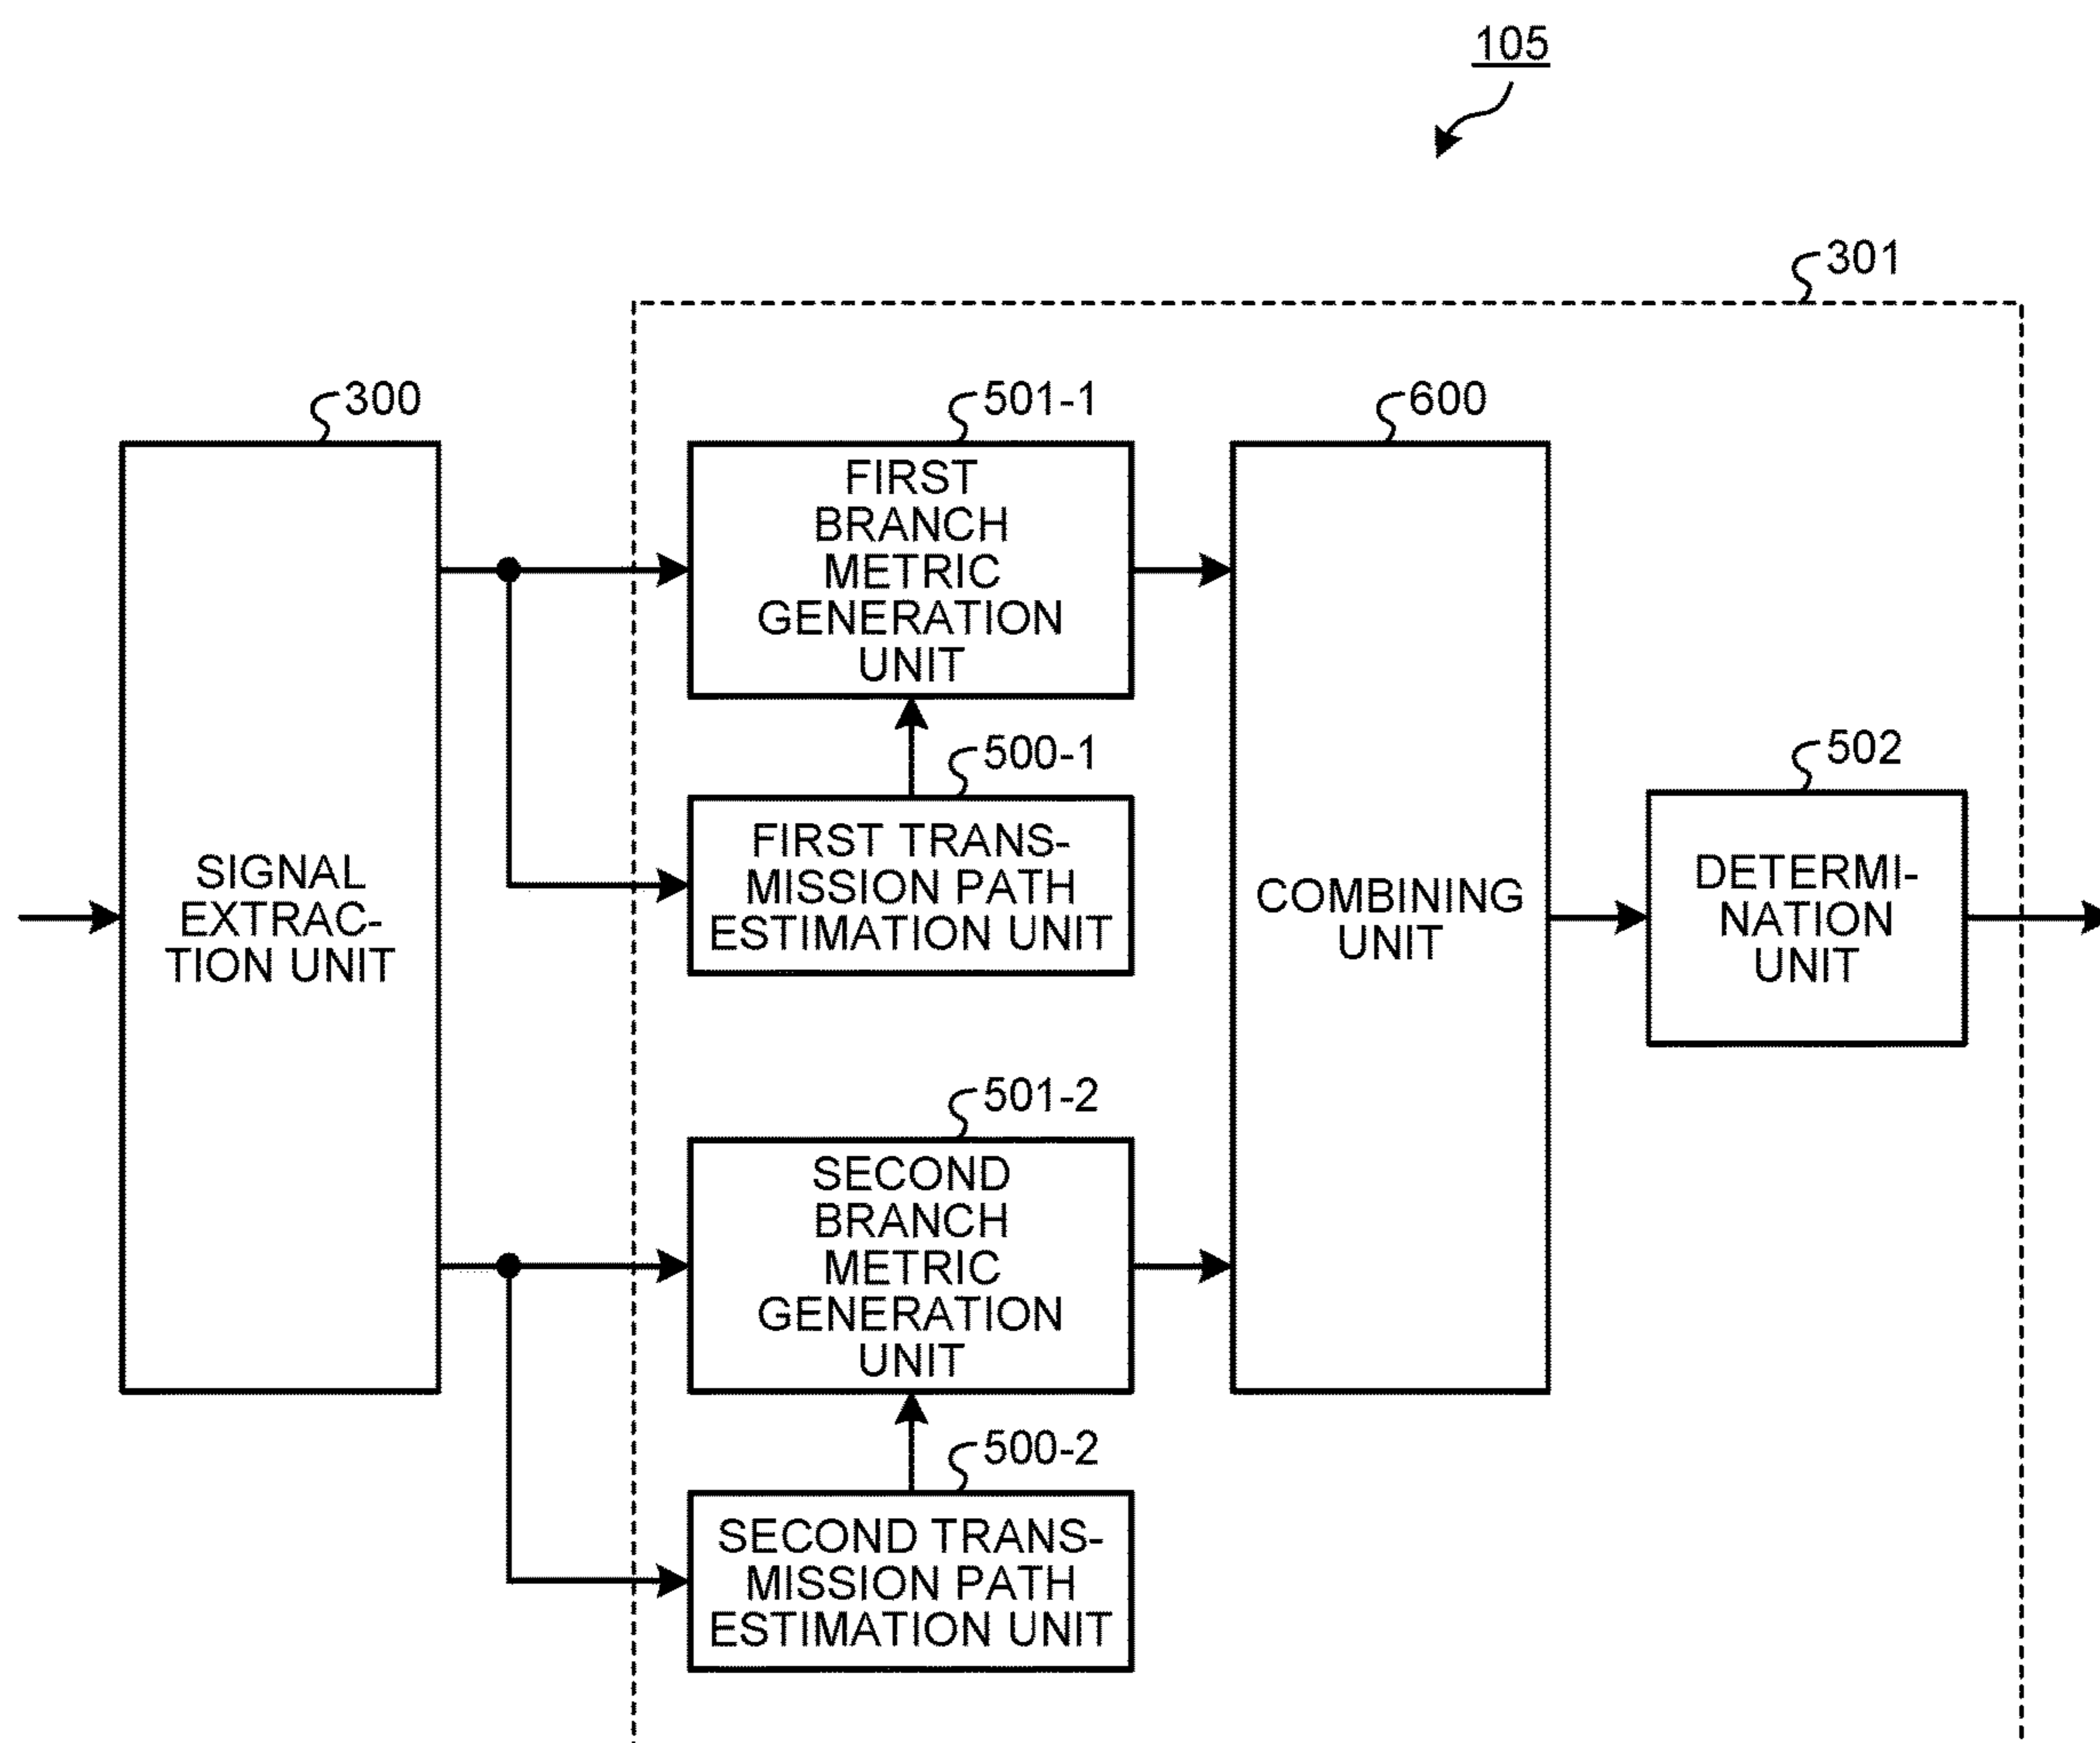 105
301
300
501-1
600
FIRST
BRANCH
METRIC
GENERATION
UNIT
500-1
502
FIRST TRANS-
MISSION PATH
ESTIMATION UNIT
SIGNAL
EXTRAC-
TION UNIT
COMBINING
UNIT
DETERMI-
NATION
UNIT
501-2
SECOND
BRANCH
METRIC
GENERATION
UNIT
500-2
SECOND TRANS-
MISSION PATH
ESTIMATION UNIT